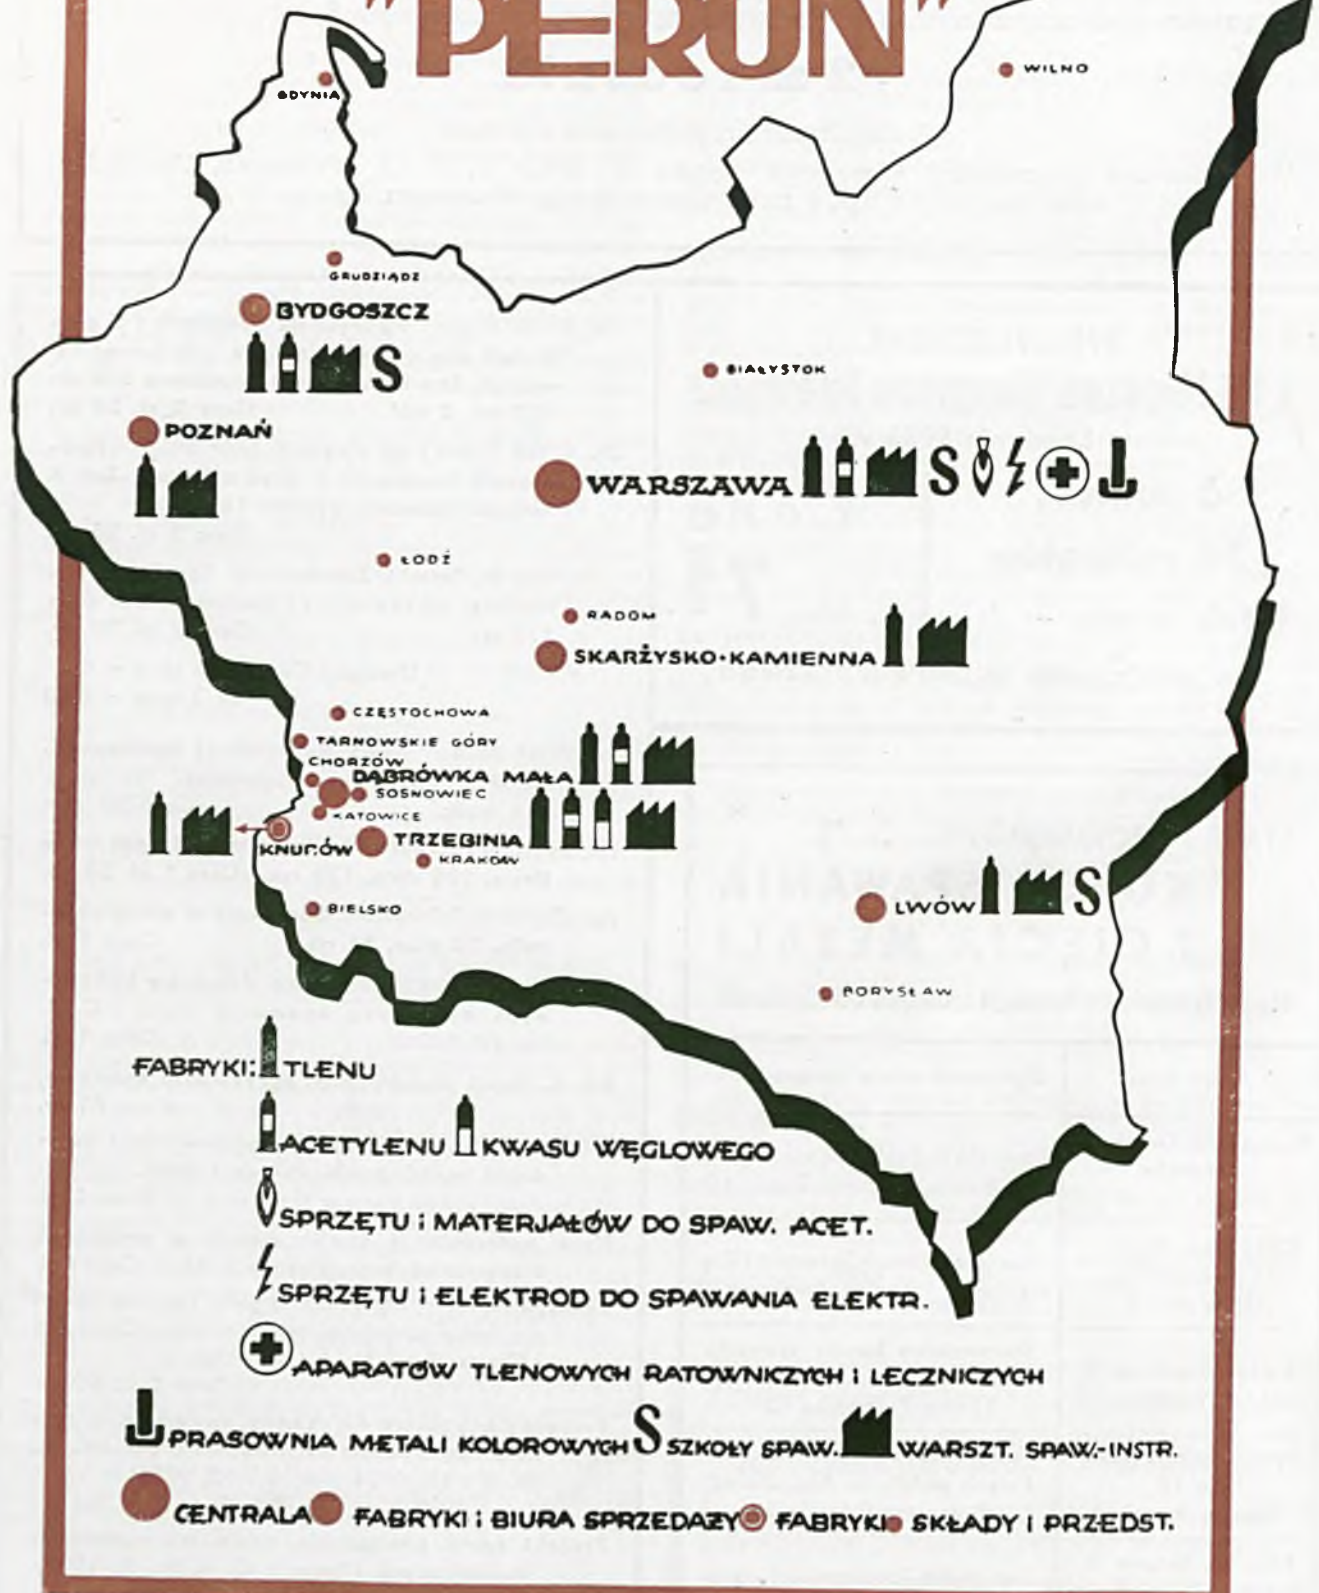 "PERUN"
WILNO
GDYNIA
GRUDZIĄDZ
BYDGOSZCZ
S
BIAŁYSTOK
POZNAŃ
WARSZAWA S
ŁÓDŹ
RADOM
SKARŻYSKO-KAMIENNA
CZĘSTOCHOWA
TARNOWSKIE GÓRY
CHORZÓW
DĄBRÓWKA MAŁA
SOSNOWIEC
KATOWICE
TRZEBINIA
KNURÓW
KRAKÓW
BIELSKO
LWÓW S
BORYSŁAW
FABRYKI: TLENU
ACETYLENU KWASU WĘGLOWEGO
SPRZĘTU i MATERJAŁÓW DO SPAW. ACET.
SPRZĘTU i ELEKTROD DO SPAWANIA ELEKTR.
APARATÓW TLENOWYCH RATOWNICZYCH i LECZNICZYCH
PRASOWNIA METALI KOLOROWYCH S SZKOŁY SPAW. WARSZT. SPAW.-INSTR.
CENTRALA FABRYKI i BIURA SPRZEDAŻY FABRYKI SKŁADY I PRZEDST.